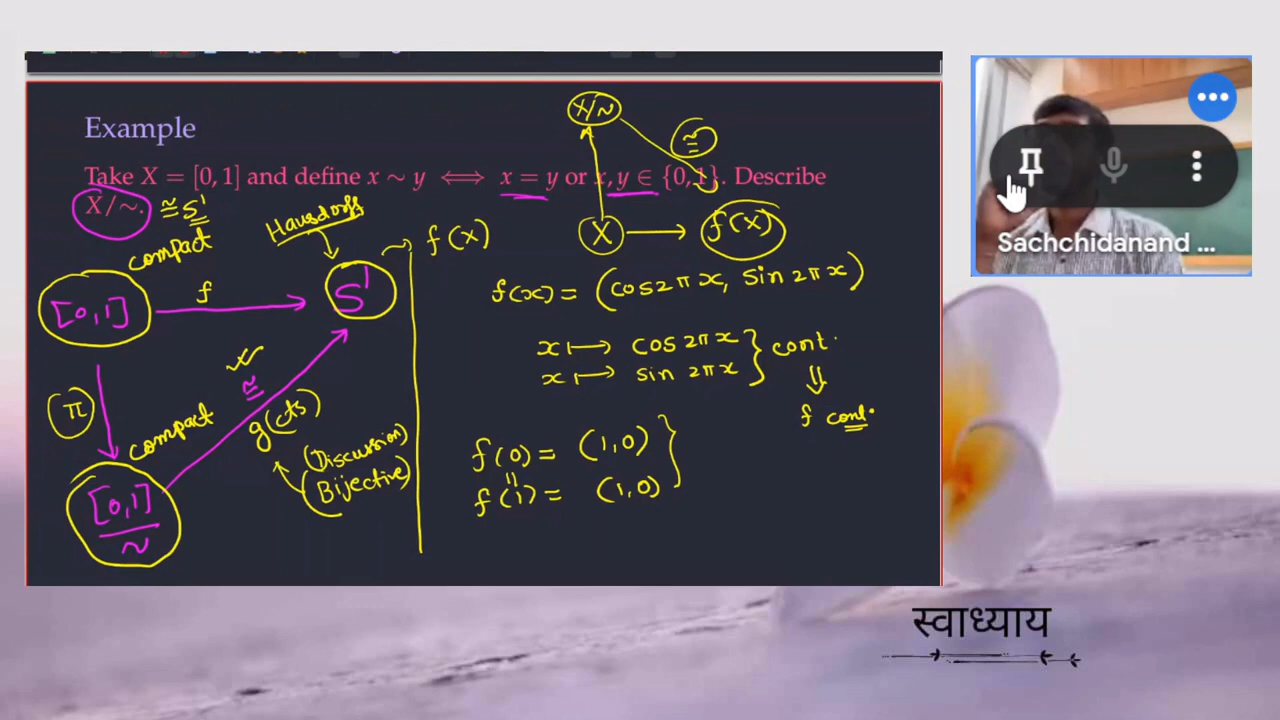 Example
Take X = [0, 1] and define x ∼ y ⟺ x = y or x, y ∈ {0, 1}. Describe
X/∼. ≅ S¹
X/~
≅
X → f(X)
compact
Hausdorff
[0,1] f S¹
f(X)
π
≅
g(cts)
compact
(Discussion)
(Bijective)
[0,1]
~
f(x) = (cos 2πx, sin 2πx)
x ↦ cos 2πx
x ↦ sin 2πx } cont.
⇓
f cont.
f(0) = (1,0)
॥
f(1) = (1,0)
Sachchidanand ...
स्वाध्याय